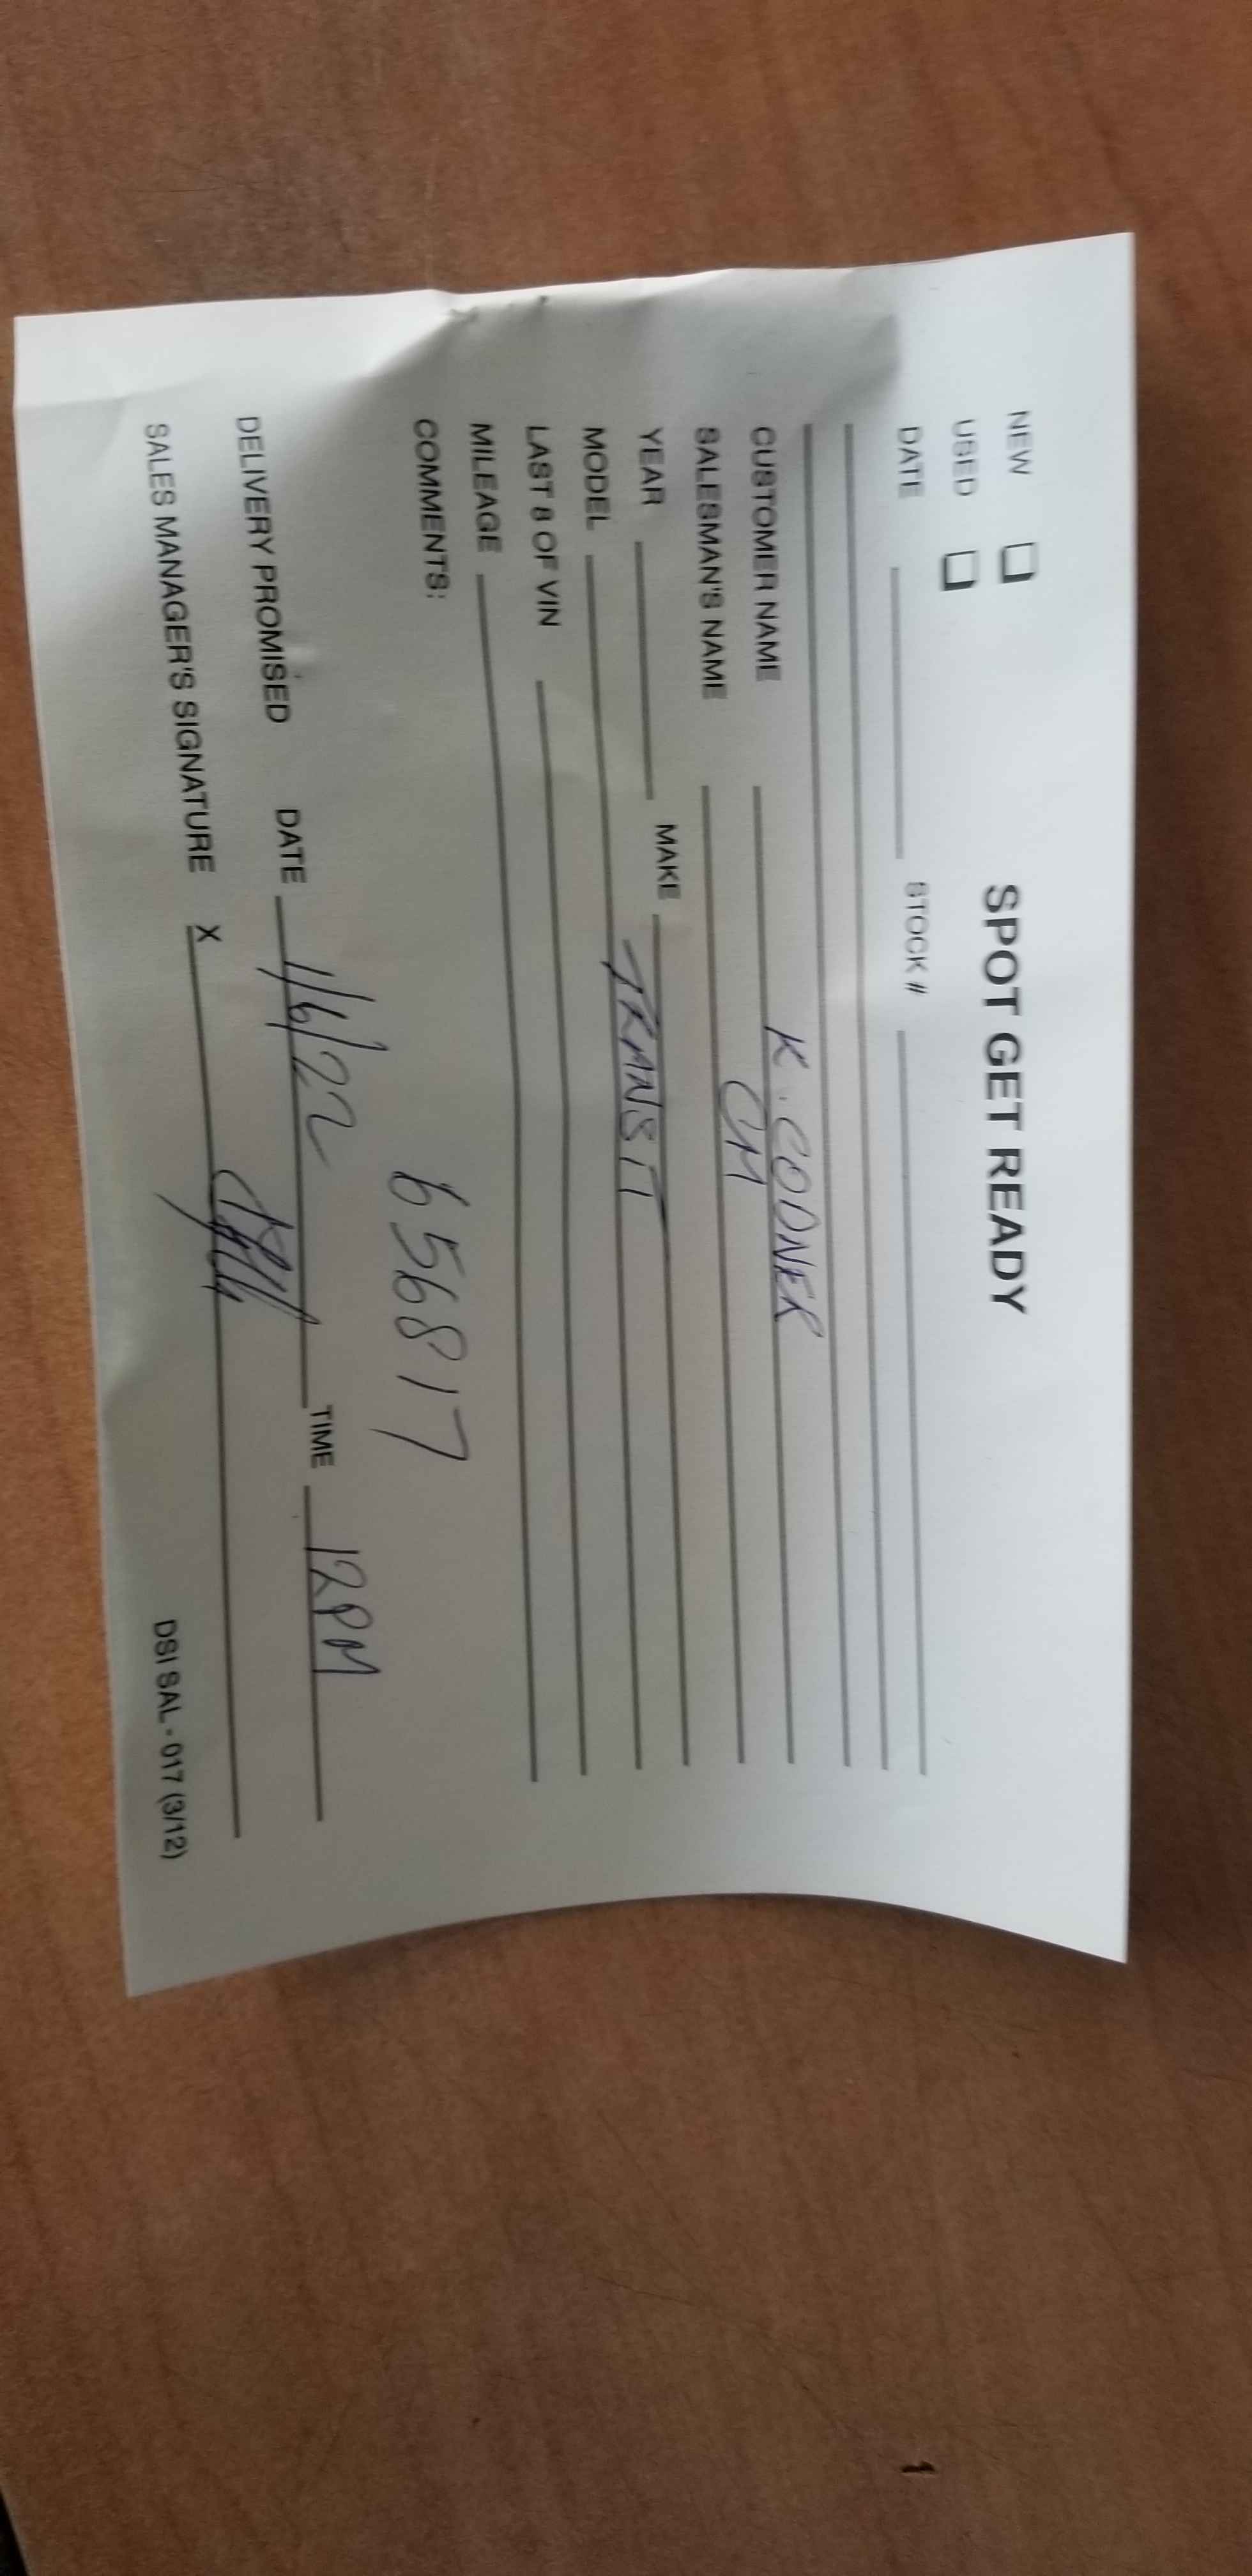 SPOT GET READY
NEW
USED
DATE STOCK #
CUSTOMER NAME K. CODNER
SALESMAN'S NAME CM
YEAR MAKE
MODEL TRANSIT
LAST 8 OF VIN
MILEAGE
COMMENTS:
656817
DELIVERY PROMISED DATE 1/6/22 TIME 12PM
SALES MANAGER'S SIGNATURE X
DSI SAL - 017 (3/12)